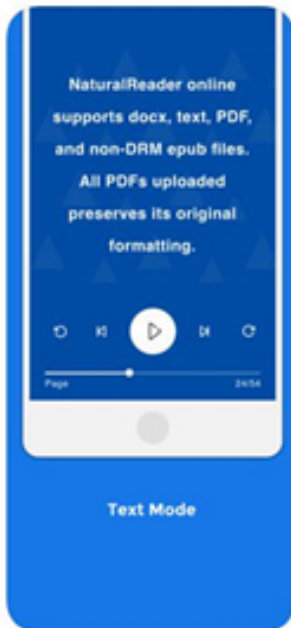 NaturalReader online
supports docx, text, PDF,
and non-DRM epub files.
All PDFs uploaded
preserves its original
formatting.
Page 24/54
Text Mode